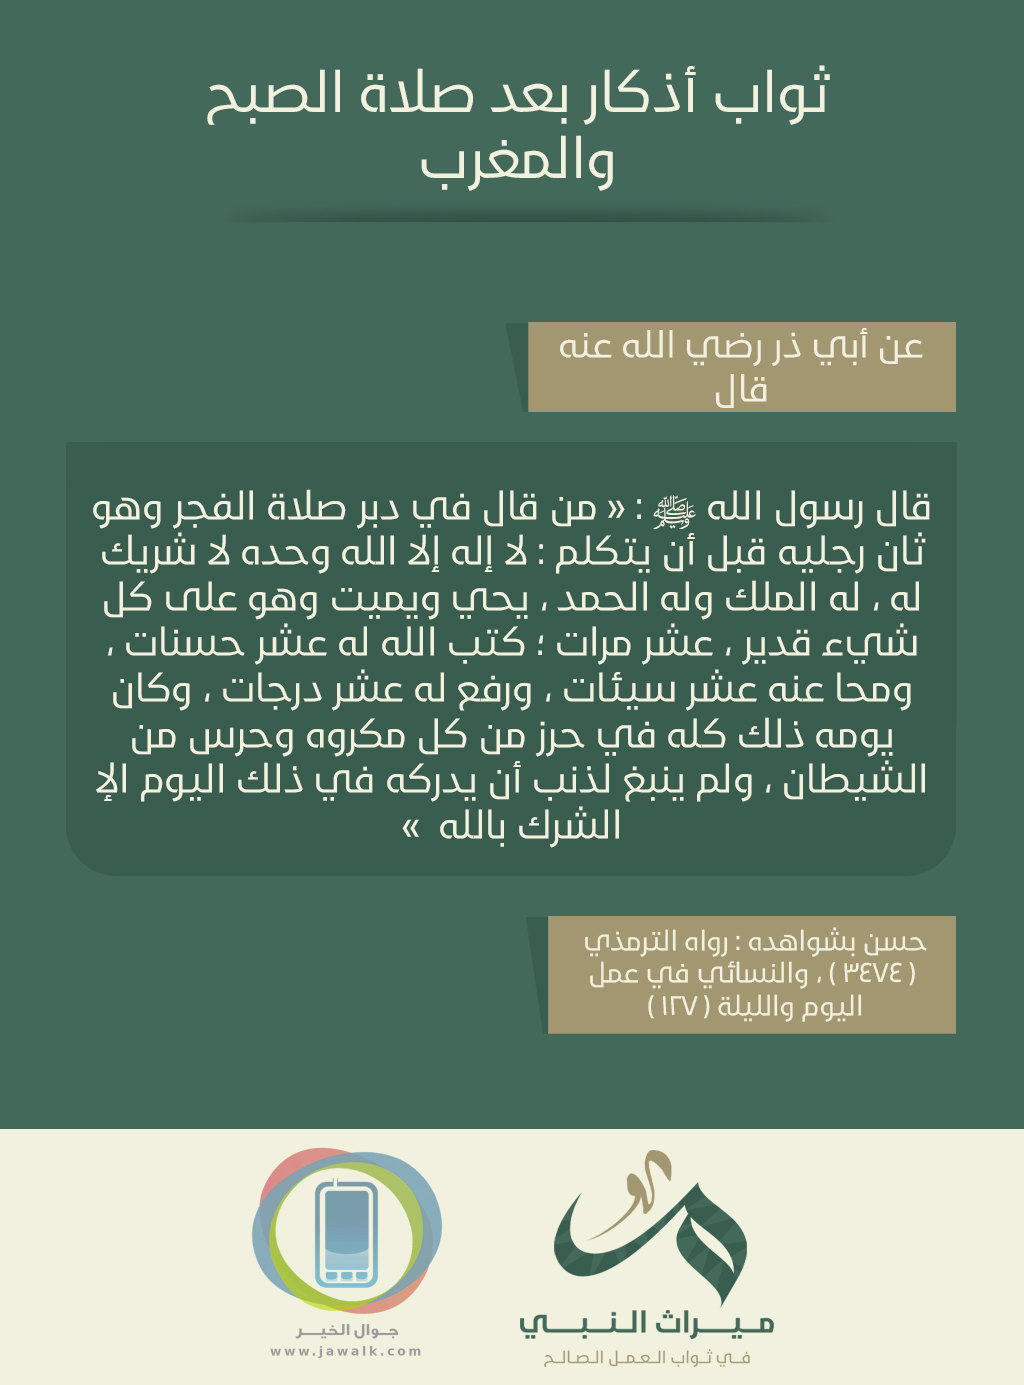 ثواب أذكار بعد صلاة الصبح
والمغرب
عن أبي ذر رضي الله عنه
قال
قال رسول الله ﷺ : « من قال في دبر صلاة الفجر وهو
ثان رجليه قبل أن يتكلم : لا إله إلا الله وحده لا شريك
له ، له الملك وله الحمد ، يحي ويميت وهو على كل
شيء قدير ، عشر مرات ؛ كتب الله له عشر حسنات ،
ومحا عنه عشر سيئات ، ورفع له عشر درجات ، وكان
يومه ذلك كله في حرز من كل مكروه وحرس من
الشيطان ، ولم ينبغ لذنب أن يدركه في ذلك اليوم الإ
الشرك بالله »
حسن بشواهده : رواه الترمذي
( ٣٤٧٤ ) ، والنسائي في عمل
اليوم والليلة ( ١٢٧ )
ميراث النبي
في ثواب العمل الصالح
جوال الخير
www.jawalk.com